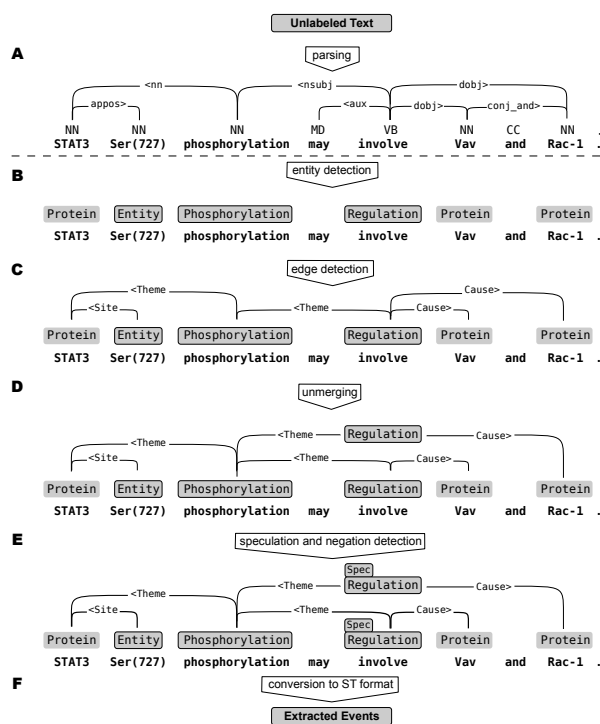 Unlabeled Text
A
parsing
<nn <nsubj dobj>
appos> <aux dobj> conj_and>
NN NN NN MD VB NN CC NN .
STAT3 Ser(727) phosphorylation may involve Vav and Rac-1 .
B
entity detection
Protein Entity Phosphorylation Regulation Protein Protein
STAT3 Ser(727) phosphorylation may involve Vav and Rac-1 .
C
edge detection
<Theme Cause>
<Site <Theme Cause>
Protein Entity Phosphorylation Regulation Protein Protein
STAT3 Ser(727) phosphorylation may involve Vav and Rac-1 .
D
unmerging
<Theme Regulation Cause>
<Theme
<Site <Theme Cause>
Protein Entity Phosphorylation Regulation Protein Protein
STAT3 Ser(727) phosphorylation may involve Vav and Rac-1 .
E
speculation and negation detection
Spec
<Theme Regulation Cause>
<Theme
<Site <Theme Cause>
Spec
Protein Entity Phosphorylation Regulation Protein Protein
STAT3 Ser(727) phosphorylation may involve Vav and Rac-1 .
F
conversion to ST format
Extracted Events